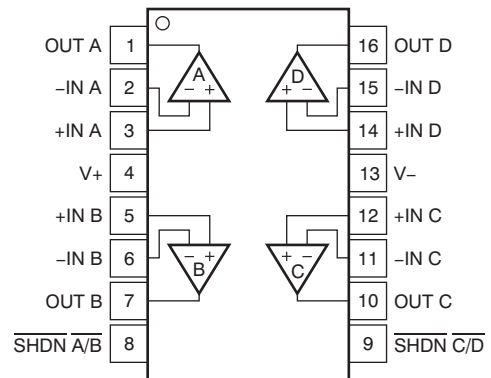 OUT A 1 16 OUT D
A D
−IN A 2 − + + − 15 −IN D
+IN A 3 14 +IN D
V+ 4 13 V−
+IN B 5 12 +IN C
− + + −
−IN B 6 B C 11 −IN C
OUT B 7 10 OUT C
SHDN A/B 8 9 SHDN C/D